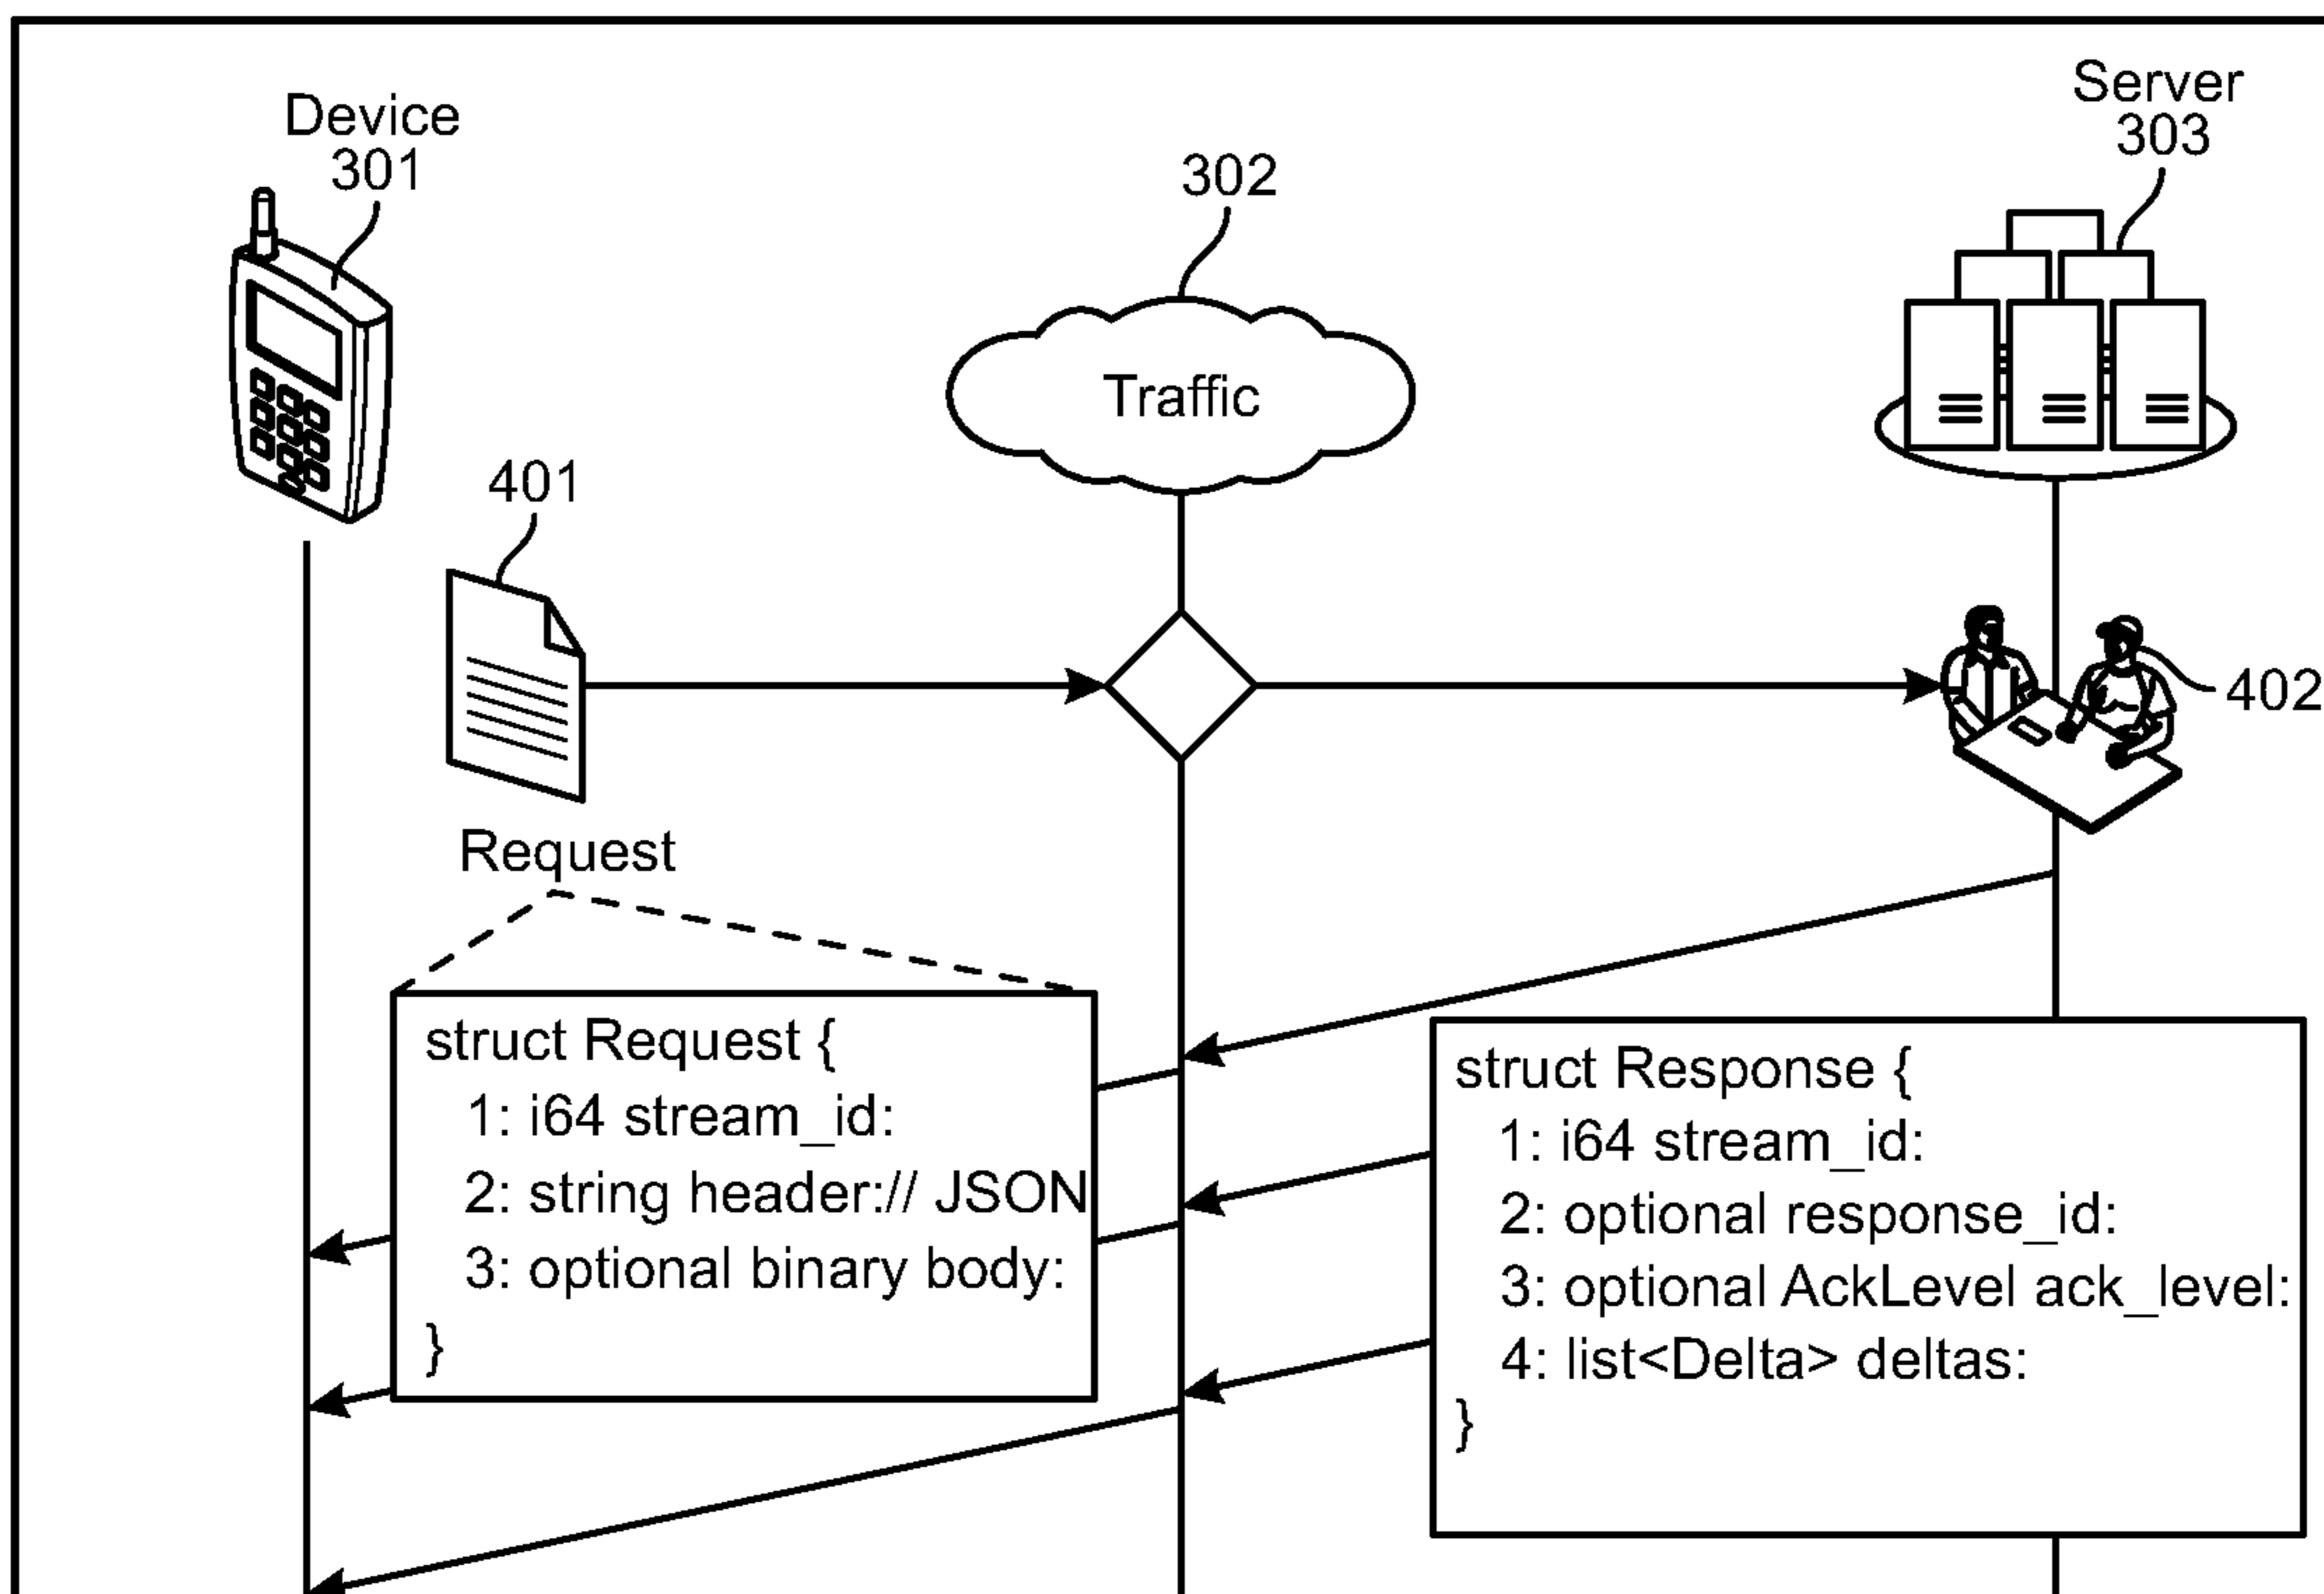 Device
301
302
Server
303
Traffic
401
402
Request
struct Request {
1: i64 stream_id:
2: string header:// JSON
3: optional binary body:
}
struct Response {
1: i64 stream_id:
2: optional response_id:
3: optional AckLevel ack_level:
4: list<Delta> deltas:
}